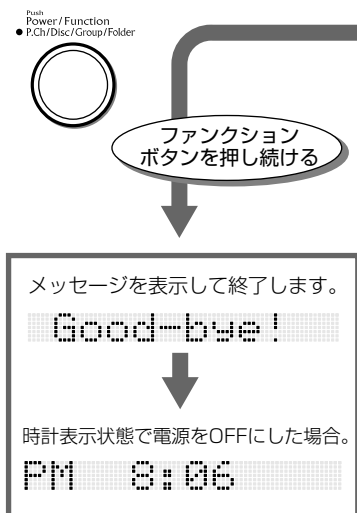 Push
Power/Function
● P.Ch/Disc/Group/Folder
ファンクション
ボタンを押し続ける
メッセージを表示して終了します。
Good-bye!
時計表示状態で電源をOFFにした場合。
PM 8:06